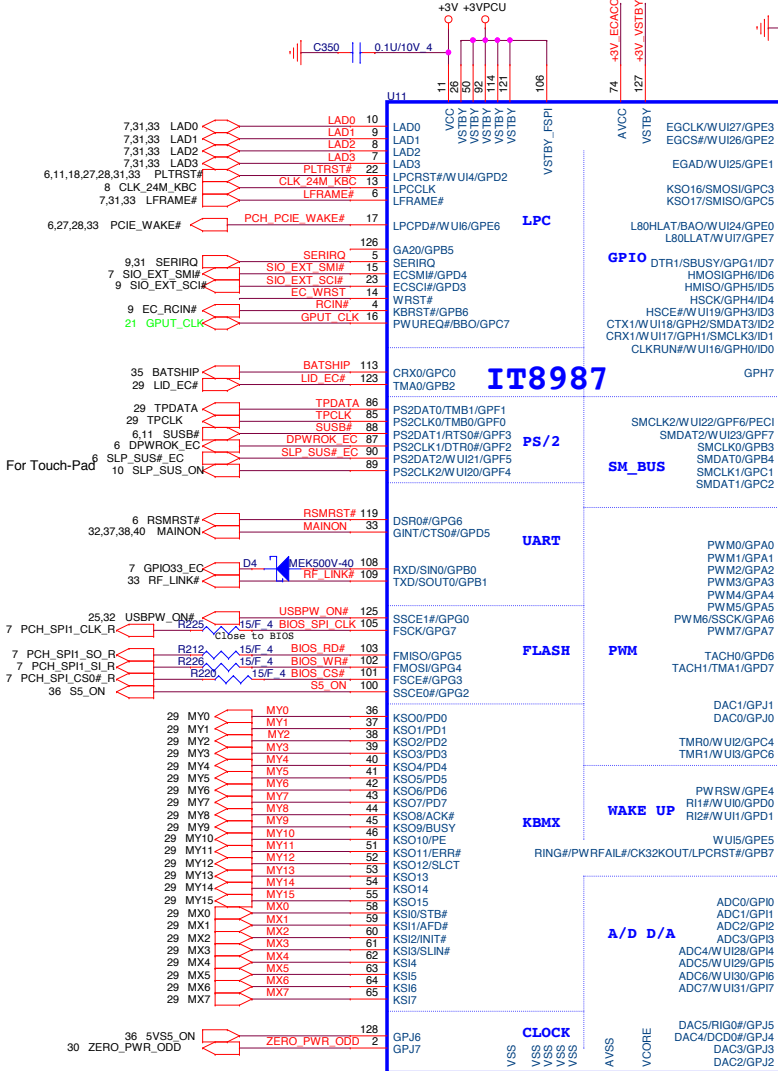 +3V +3VPCU
+3V_ECACC
+3V_VSTBY
C350 0.1U/10V_4
11 26 50 92 114 121 106 74 127
U11
VCC VSTBY VSTBY VSTBY VSTBY VSTBY VSTBY_FSPI AVCC VSTBY
7,31,33 LAD0 LAD0 10 LAD0 EGCLK/WUI27/GPE3
7,31,33 LAD1 LAD1 9 LAD1 EGCS#/WUI26/GPE2
7,31,33 LAD2 LAD2 8 LAD2
7,31,33 LAD3 LAD3 7 LAD3 EGAD/WUI25/GPE1
6,11,18,27,28,31,33 PLTRST# PLTRST# 22 LPCRST#/WUI4/GPD2
8 CLK_24M_KBC CLK_24M_KBC 13 LPCCLK KSO16/SMOSI/GPC3
7,31,33 LFRAME# LFRAME# 6 LFRAME# KSO17/SMISO/GPC5
6,27,28,33 PCIE_WAKE# PCH_PCIE_WAKE# 17 LPCPD#/WUI6/GPE6 LPC L80HLAT/BAO/WUI24/GPE0
L80LLAT/WUI7/GPE7
126 GA20/GPB5
9,31 SERIRQ SERIRQ 5 SERIRQ GPIO DTR1/SBUSY/GPG1/ID7
7 SIO_EXT_SMI# SIO_EXT_SMI# 15 ECSMI#/GPD4 HMOSIGPH6/ID6
9 SIO_EXT_SCI# SIO_EXT_SCI# 23 ECSCI#/GPD3 HMISO/GPH5/ID5
EC_WRST 14 WRST# HSCK/GPH4/ID4
9 EC_RCIN# RCIN# 4 KBRST#/GPB6 HSCE#/WUI19/GPH3/ID3
21 GPUT_CLK GPUT_CLK 16 PWUREQ#/BBO/GPC7 CTX1/WUI18/GPH2/SMDAT3/ID2
CRX1/WUI17/GPH1/SMCLK3/ID1
CLKRUN#/WUI16/GPH0/ID0
35 BATSHIP BATSHIP 113 CRX0/GPC0 IT8987 GPH7
29 LID_EC# LID_EC# 123 TMA0/GPB2
29 TPDATA TPDATA 86 PS2DAT0/TMB1/GPF1
29 TPCLK TPCLK 85 PS2CLK0/TMB0/GPF0 SMCLK2/WUI22/GPF6/PECI
6,11 SUSB# SUSB# 88 PS2DAT1/RTS0#/GPF3 PS/2 SMDAT2/WUI23/GPF7
6 DPWROK_EC DPWROK_EC 87 PS2CLK1/DTR0#/GPF2 SMCLK0/GPB3
For Touch-Pad 6 SLP_SUS#_EC SLP_SUS#_EC 90 PS2DAT2/WUI21/GPF5 SM_BUS SMDAT0/GPB4
10 SLP_SUS_ON 89 PS2CLK2/WUI20/GPF4 SMCLK1/GPC1
SMDAT1/GPC2
6 RSMRST# RSMRST# 119 DSR0#/GPG6
32,37,38,40 MAINON MAINON 33 GINT/CTS0#/GPD5 UART PWM0/GPA0
PWM1/GPA1
7 GPIO33_EC D4 MEK500V-40 108 RXD/SIN0/GPB0 PWM2/GPA2
33 RF_LINK# RF_LINK# 109 TXD/SOUT0/GPB1 PWM3/GPA3
PWM4/GPA4
PWM5/GPA5
25,32 USBPW_ON# USBPW_ON# 125 SSCE1#/GPG0 PWM6/SSCK/GPA6
7 PCH_SPI1_CLK_R R225 15/F_4 BIOS_SPI_CLK 105 FSCK/GPG7 PWM7/GPA7
Close to BIOS
7 PCH_SPI1_SO_R R212 15/F_4 BIOS_RD# 103 FMISO/GPG5 FLASH PWM TACH0/GPD6
7 PCH_SPI1_SI_R R226 15/F_4 BIOS_WR# 102 FMOSI/GPG4 TACH1/TMA1/GPD7
7 PCH_SPI_CS0#_R R220 15/F_4 BIOS_CS# 101 FSCE#/GPG3
36 S5_ON S5_ON 100 SSCE0#/GPG2
DAC1/GPJ1
29 MY0 MY0 36 KSO0/PD0 DAC0/GPJ0
29 MY1 MY1 37 KSO1/PD1
29 MY2 MY2 38 KSO2/PD2 TMR0/WUI2/GPC4
29 MY3 MY3 39 KSO3/PD3 TMR1/WUI3/GPC6
29 MY4 MY4 40 KSO4/PD4
29 MY5 MY5 41 KSO5/PD5
29 MY6 MY6 42 KSO6/PD6 PWRSW/GPE4
29 MY7 MY7 43 KSO7/PD7 RI1#/WUI0/GPD0
29 MY8 MY8 44 KSO8/ACK# WAKE UP RI2#/WUI1/GPD1
29 MY9 MY9 45 KSO9/BUSY KBMX
29 MY10 MY10 46 KSO10/PE WUI5/GPE5
29 MY11 MY11 51 KSO11/ERR# RING#/PWRFAIL#/CK32KOUT/LPCRST#/GPB7
29 MY12 MY12 52 KSO12/SLCT
29 MY13 MY13 53 KSO13
29 MY14 MY14 54 KSO14
29 MY15 MY15 55 KSO15 ADC0/GPI0
29 MX0 MX0 58 KSI0/STB# ADC1/GPI1
29 MX1 MX1 59 KSI1/AFD# ADC2/GPI2
29 MX2 MX2 60 KSI2/INIT# A/D D/A ADC3/GPI3
29 MX3 MX3 61 KSI3/SLIN# ADC4/WUI28/GPI4
29 MX4 MX4 62 KSI4 ADC5/WUI29/GPI5
29 MX5 MX5 63 KSI5 ADC6/WUI30/GPI6
29 MX6 MX6 64 KSI6 ADC7/WUI31/GPI7
29 MX7 MX7 65 KSI7
DAC5/RIG0#/GPJ5
36 5VS5_ON 128 GPJ6 CLOCK DAC4/DCD0#/GPJ4
30 ZERO_PWR_ODD ZERO_PWR_ODD 2 GPJ7 DAC3/GPJ3
DAC2/GPJ2
VSS VSS VSS VSS VSS AVSS VCORE